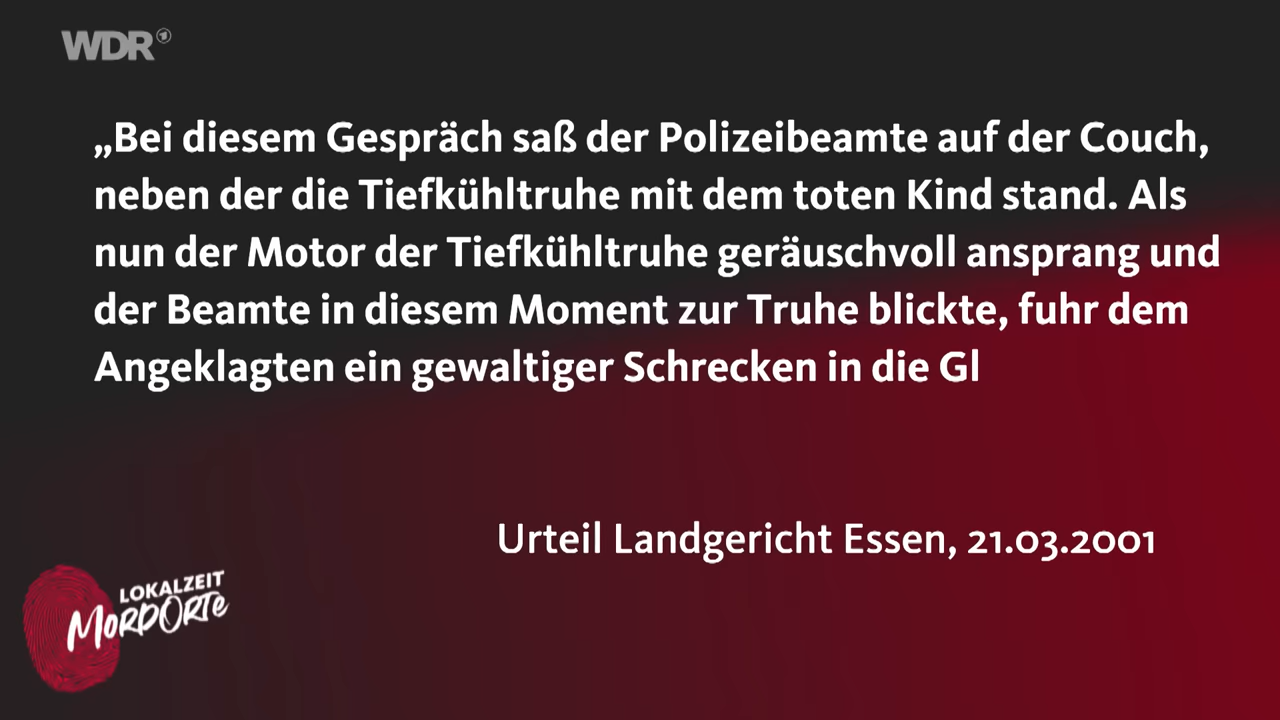 WDR
„Bei diesem Gespräch saß der Polizeibeamte auf der Couch,
neben der die Tiefkühltruhe mit dem toten Kind stand. Als
nun der Motor der Tiefkühltruhe geräuschvoll ansprang und
der Beamte in diesem Moment zur Truhe blickte, fuhr dem
Angeklagten ein gewaltiger Schrecken in die Gl
Urteil Landgericht Essen, 21.03.2001
LOKALZEIT
MORDORTE